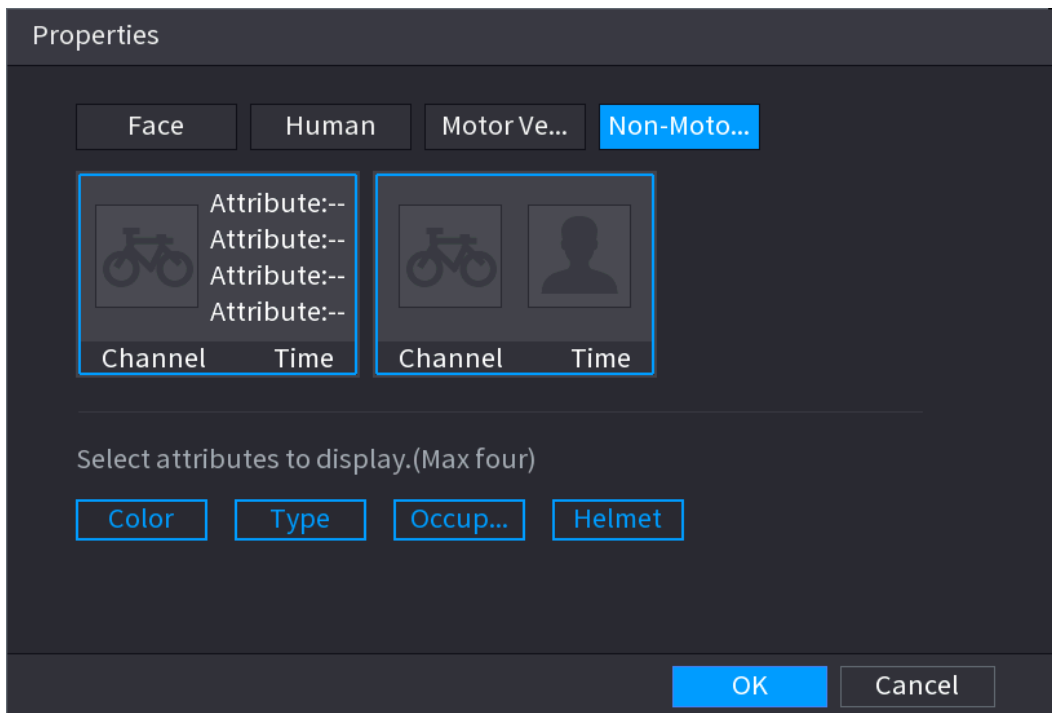 Properties
Face Human Motor Ve... Non-Moto...
Attribute:--
Attribute:--
Attribute:--
Attribute:--
Channel Time Channel Time
Select attributes to display.(Max four)
Color Type Occup... Helmet
OK Cancel